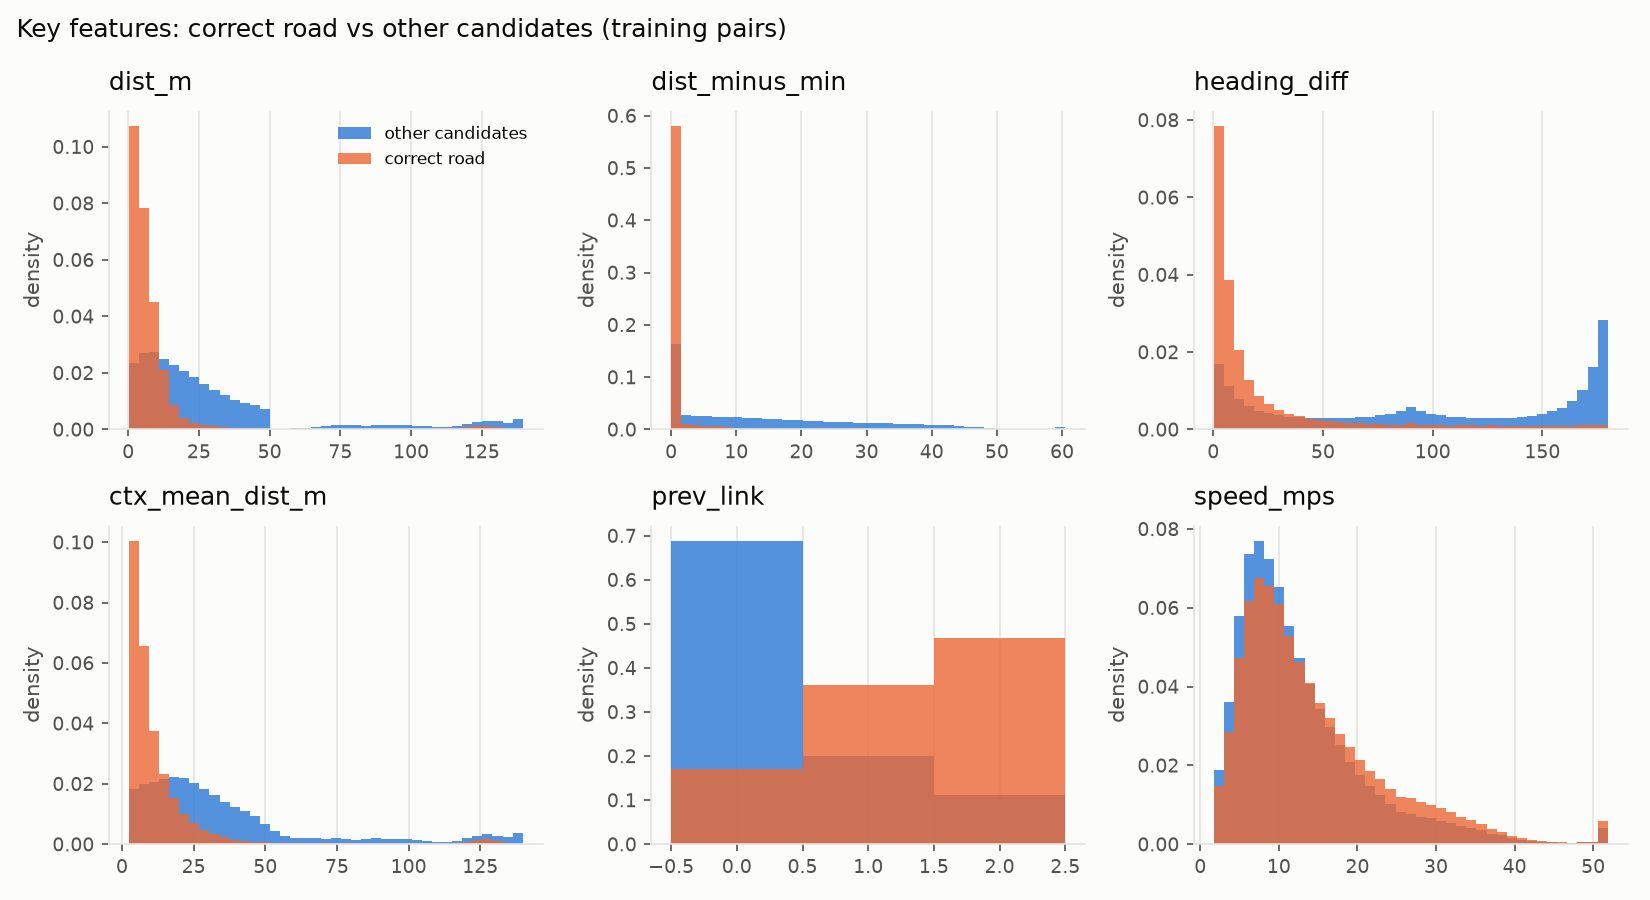 Key features: correct road vs other candidates (training pairs)
dist_m
other candidates
correct road
density
0.10
0.08
0.06
0.04
0.02
0.00
0 25 50 75 100 125
dist_minus_min
density
0.6
0.5
0.4
0.3
0.2
0.1
0.0
0 10 20 30 40 50 60
heading_diff
density
0.08
0.06
0.04
0.02
0.00
0 50 100 150
ctx_mean_dist_m
density
0.10
0.08
0.06
0.04
0.02
0.00
0 25 50 75 100 125
prev_link
density
0.7
0.6
0.5
0.4
0.3
0.2
0.1
0.0
−0.5 0.0 0.5 1.0 1.5 2.0 2.5
speed_mps
density
0.08
0.06
0.04
0.02
0.00
0 10 20 30 40 50